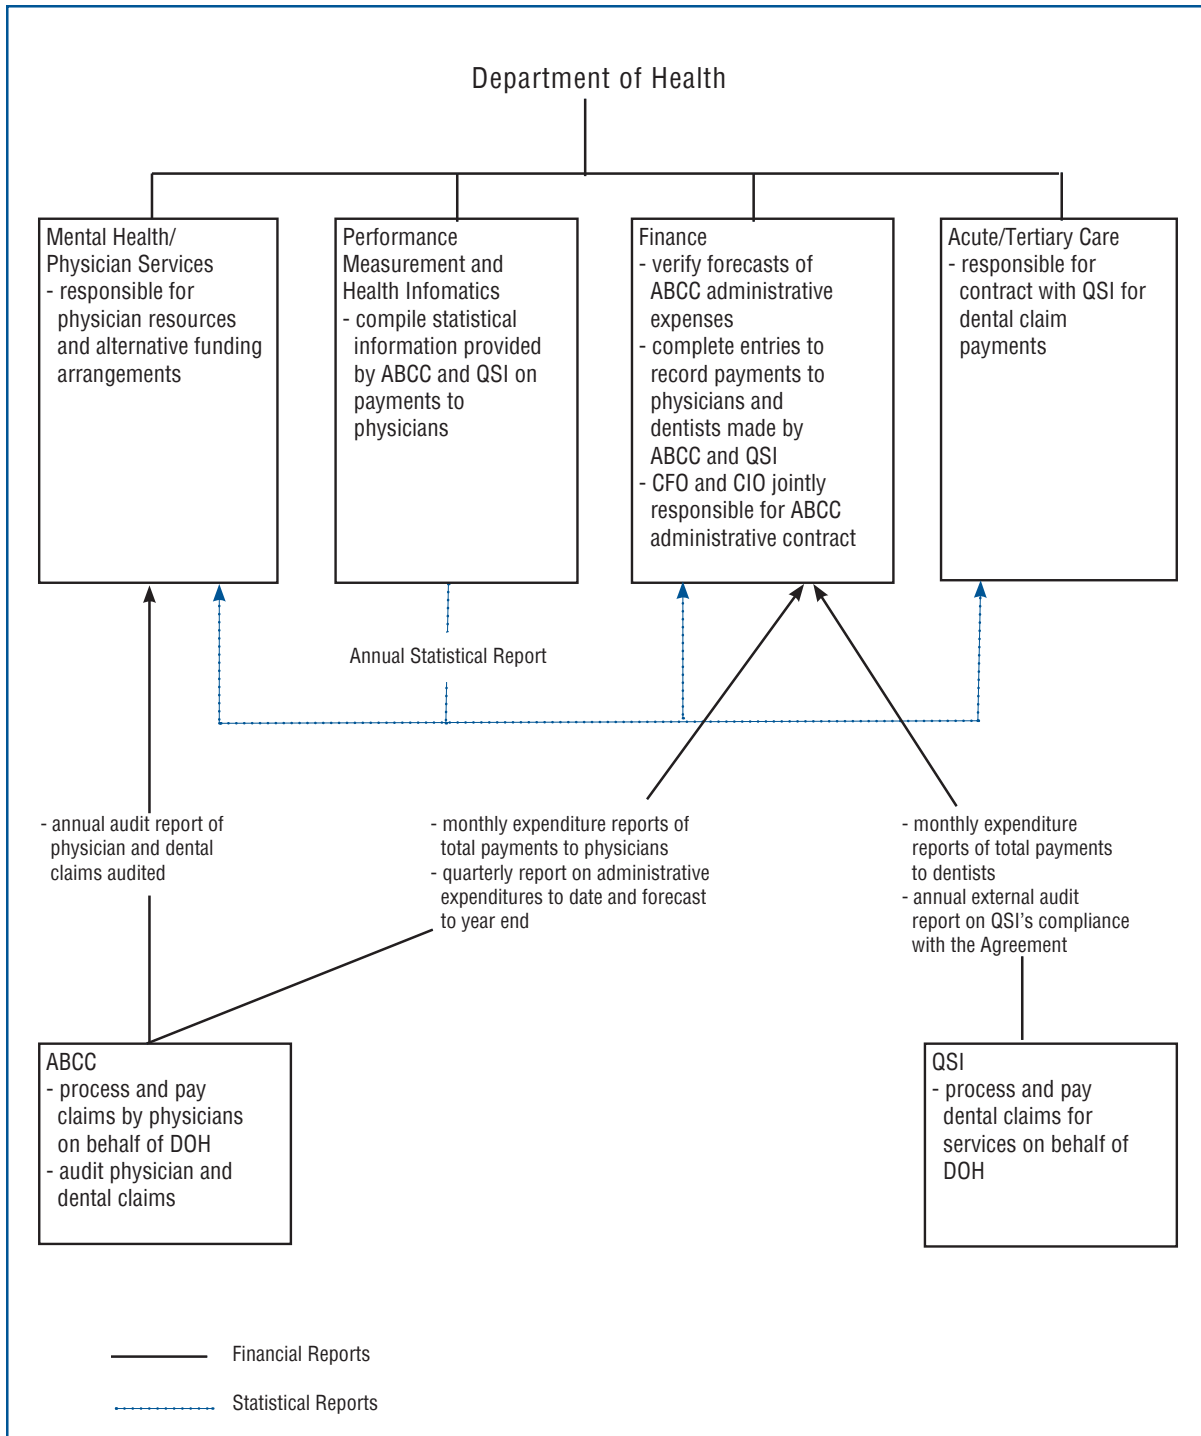 Department of Health
Mental Health/
Physician Services
- responsible for
physician resources
and alternative funding
arrangements
Performance
Measurement and
Health Infomatics
- compile statistical
information provided
by ABCC and QSI on
payments to
physicians
Finance
- verify forecasts of
ABCC administrative
expenses
- complete entries to
record payments to
physicians and
dentists made by
ABCC and QSI
- CFO and CIO jointly
responsible for ABCC
administrative contract
Acute/Tertiary Care
- responsible for
contract with QSI for
dental claim
payments
Annual Statistical Report
- annual audit report of
physician and dental
claims audited
- monthly expenditure reports of
total payments to physicians
- quarterly report on administrative
expenditures to date and forecast
to year end
- monthly expenditure
reports of total payments
to dentists
- annual external audit
report on QSI's compliance
with the Agreement
ABCC
- process and pay
claims by physicians
on behalf of DOH
- audit physician and
dental claims
QSI
- process and pay
dental claims for
services on behalf of
DOH
Financial Reports
Statistical Reports